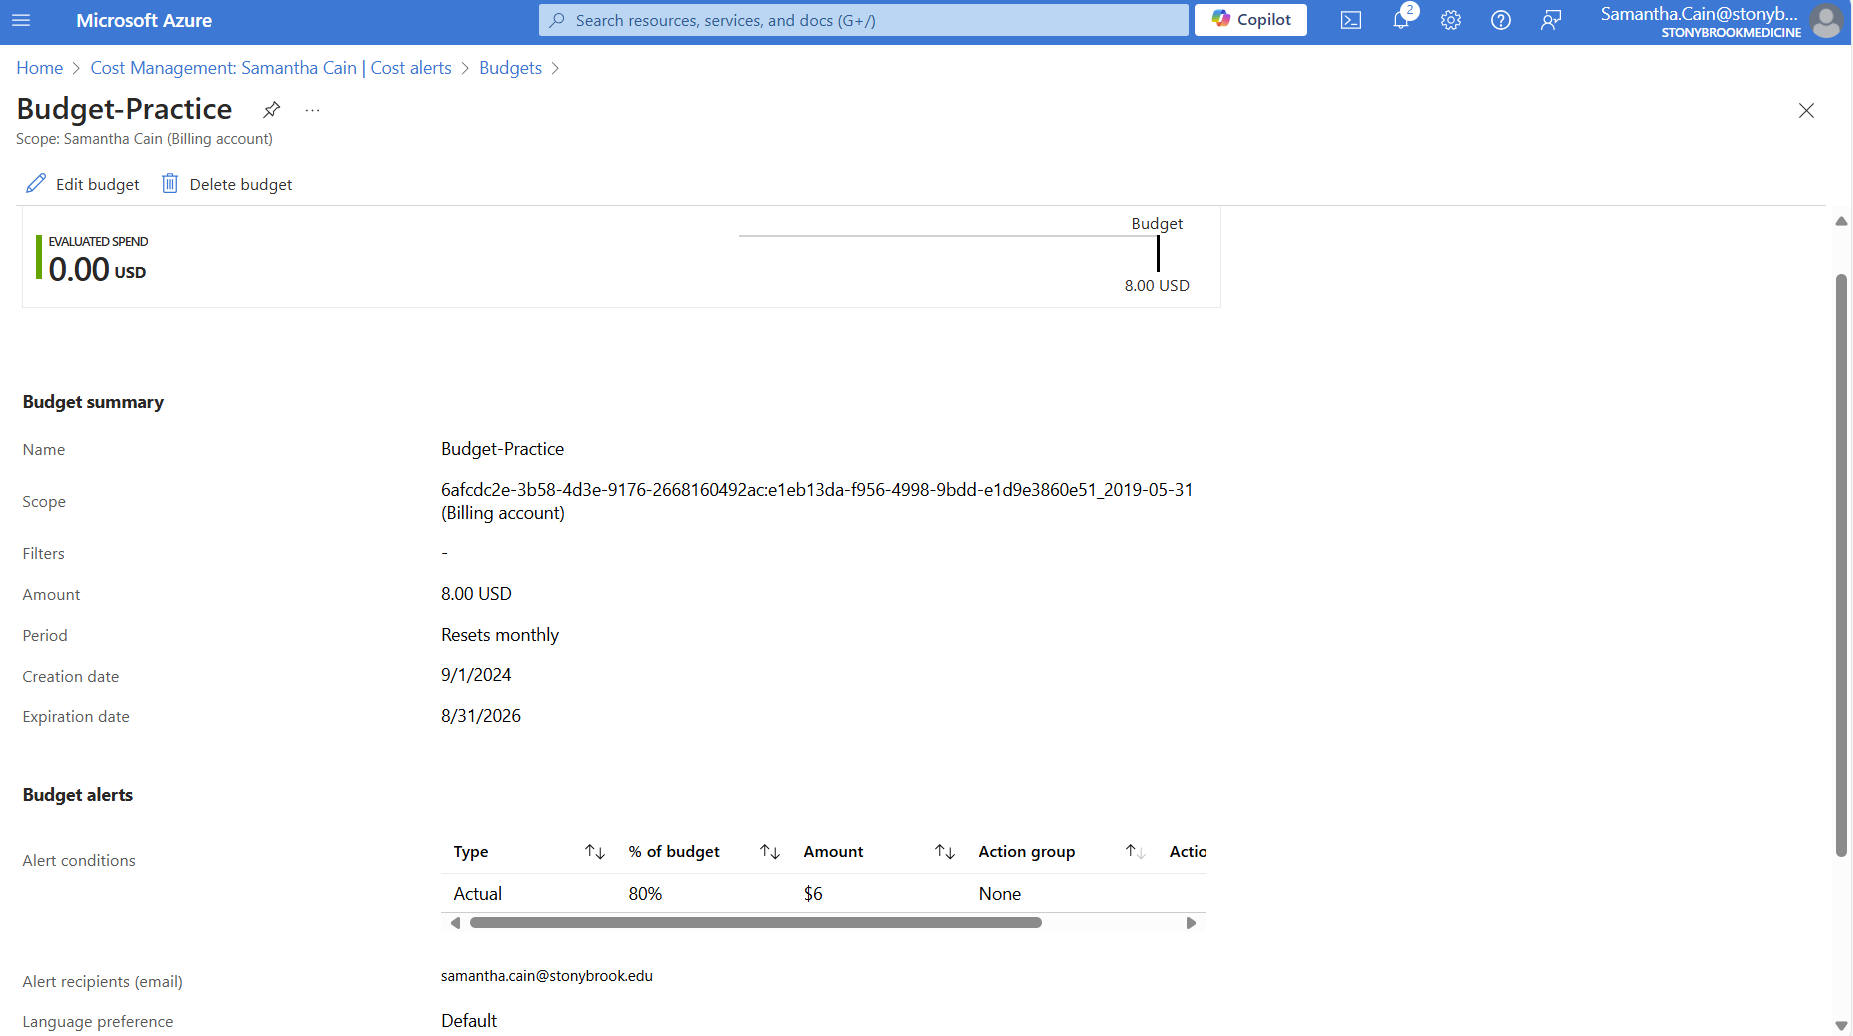 Microsoft Azure
Search resources, services, and docs (G+/)
Copilot
2
Samantha.Cain@stonyb...
STONYBROOKMEDICINE
Home > Cost Management: Samantha Cain | Cost alerts > Budgets >
Budget-Practice
...
Scope: Samantha Cain (Billing account)
Edit budget
Delete budget
EVALUATED SPEND
0.00 USD
Budget
8.00 USD
Budget summary
Name
Budget-Practice
Scope
6afcdc2e-3b58-4d3e-9176-2668160492ac:e1eb13da-f956-4998-9bdd-e1d9e3860e51_2019-05-31
(Billing account)
Filters
-
Amount
8.00 USD
Period
Resets monthly
Creation date
9/1/2024
Expiration date
8/31/2026
Budget alerts
Alert conditions
Type ↑↓ % of budget ↑↓ Amount ↑↓ Action group ↑↓ Actio
Actual 80% $6 None
Alert recipients (email)
samantha.cain@stonybrook.edu
Language preference
Default